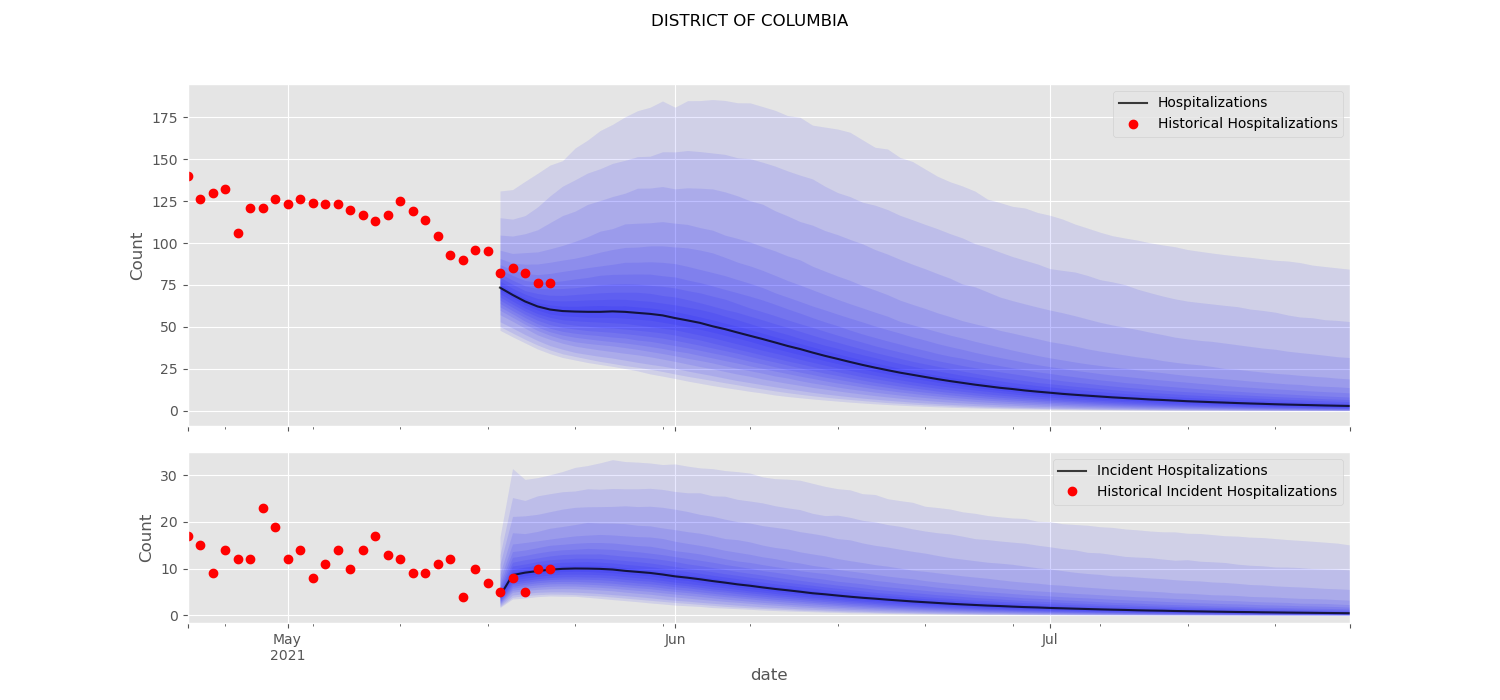 DISTRICT OF COLUMBIA
Hospitalizations
Historical Hospitalizations
175
150
125
100
75
50
25
0
Count
Incident Hospitalizations
Historical Incident Hospitalizations
30
20
10
0
Count
May
2021
Jun
Jul
date